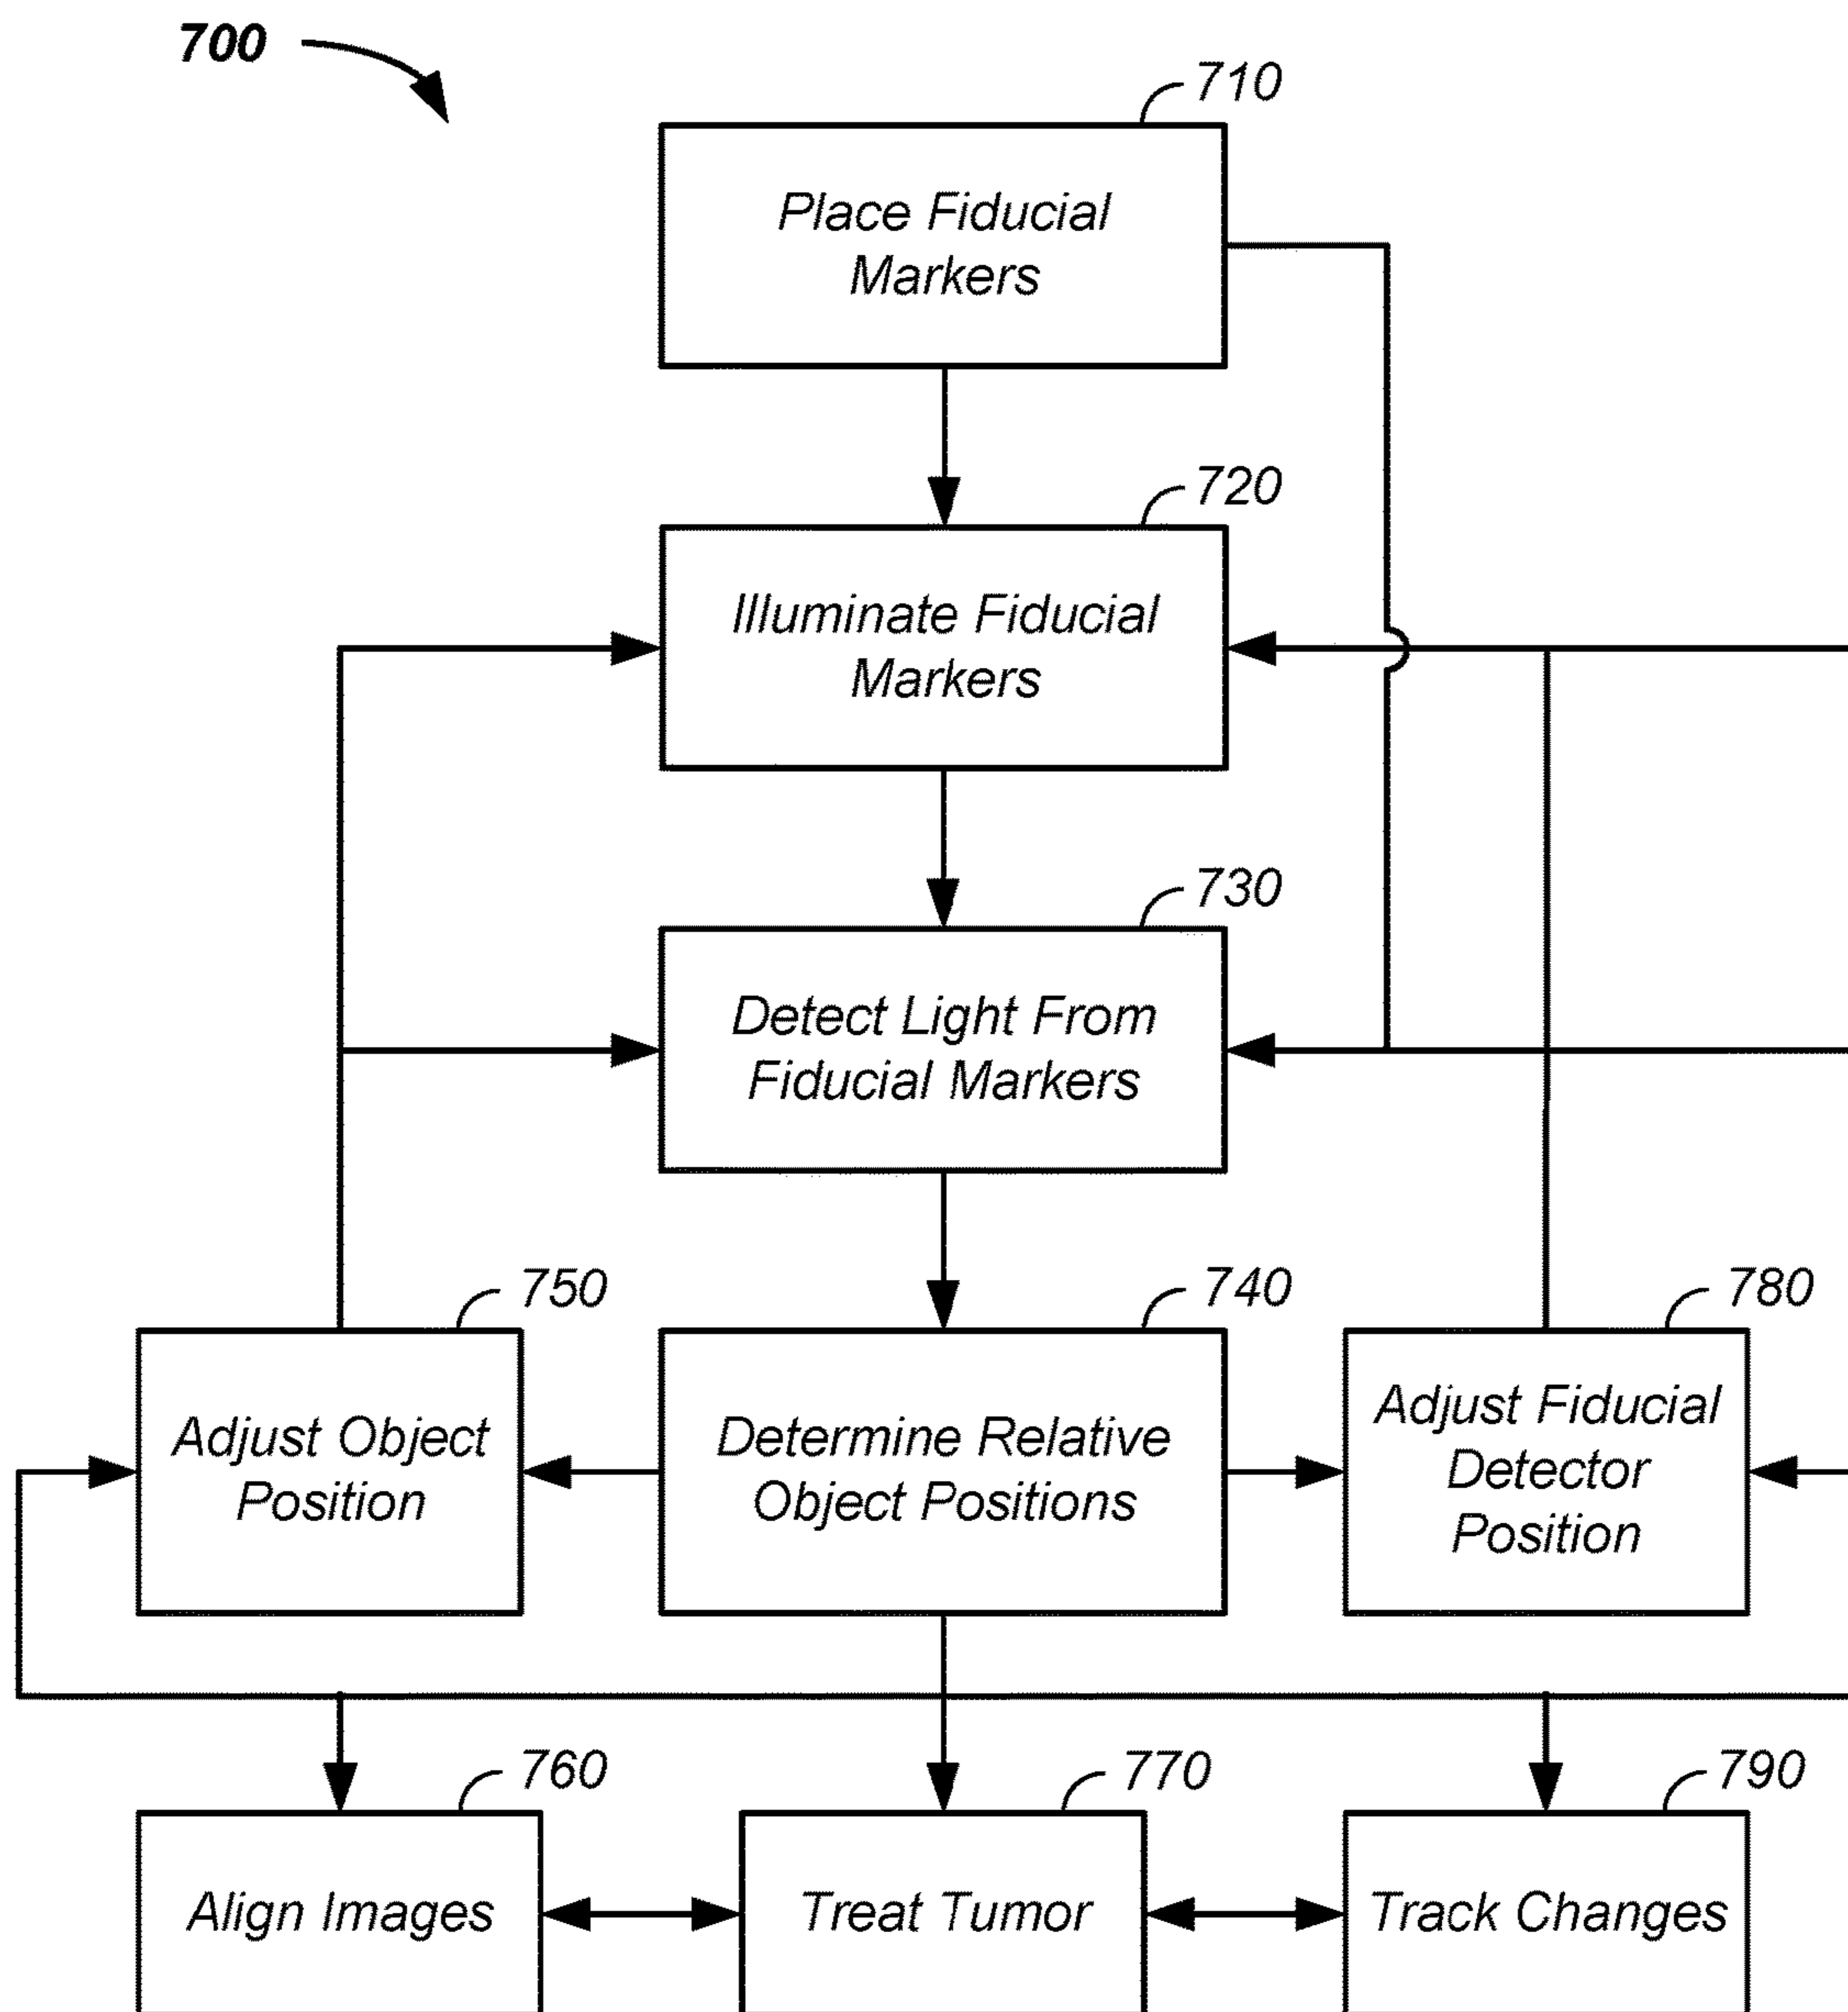 700
710
Place Fiducial
Markers
720
Illuminate Fiducial
Markers
730
Detect Light From
Fiducial Markers
750
740
780
Adjust Object
Position
Determine Relative
Object Positions
Adjust Fiducial
Detector
Position
760
770
790
Align Images
Treat Tumor
Track Changes